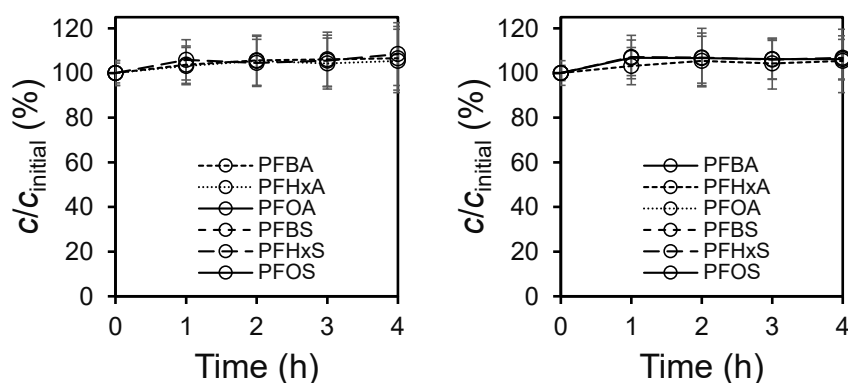 120
100
80
60
40
20
0
c/c initial (%)
PFBA
PFHxA
PFOA
PFBS
PFHxS
PFOS
0 1 2 3 4
Time (h)
120
100
80
60
40
20
0
c/c initial (%)
PFBA
PFHxA
PFOA
PFBS
PFHxS
PFOS
0 1 2 3 4
Time (h)